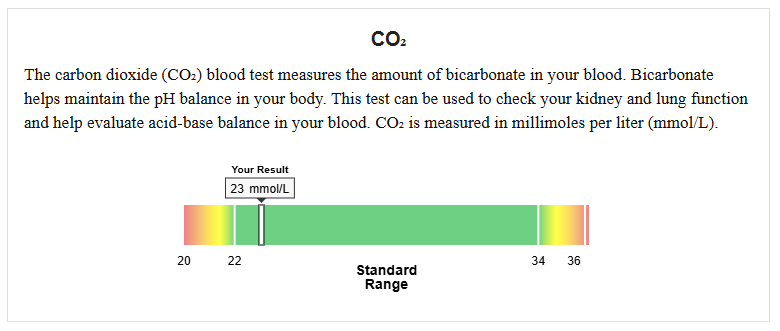 CO₂
The carbon dioxide (CO₂) blood test measures the amount of bicarbonate in your blood. Bicarbonate
helps maintain the pH balance in your body. This test can be used to check your kidney and lung function
and help evaluate acid-base balance in your blood. CO₂ is measured in millimoles per liter (mmol/L).
Your Result
23 mmol/L
20 22 34 36
Standard
Range